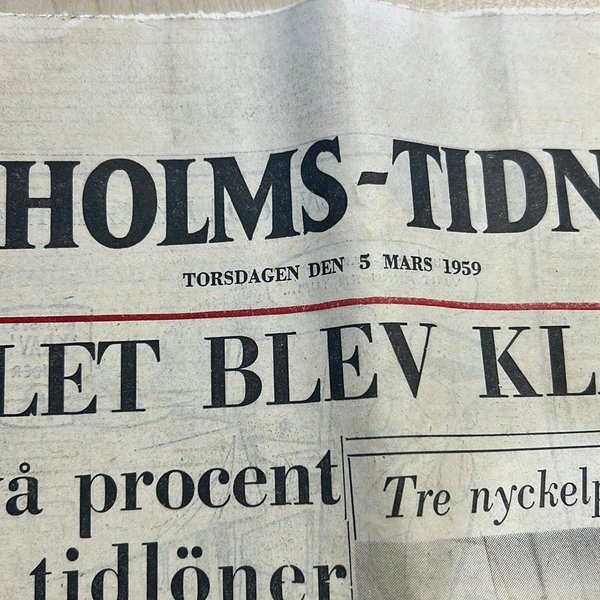 HOLMS-TIDN
TORSDAGEN DEN 5 MARS 1959
LET BLEV KL
å procent
tidlöner
Tre nyckelp